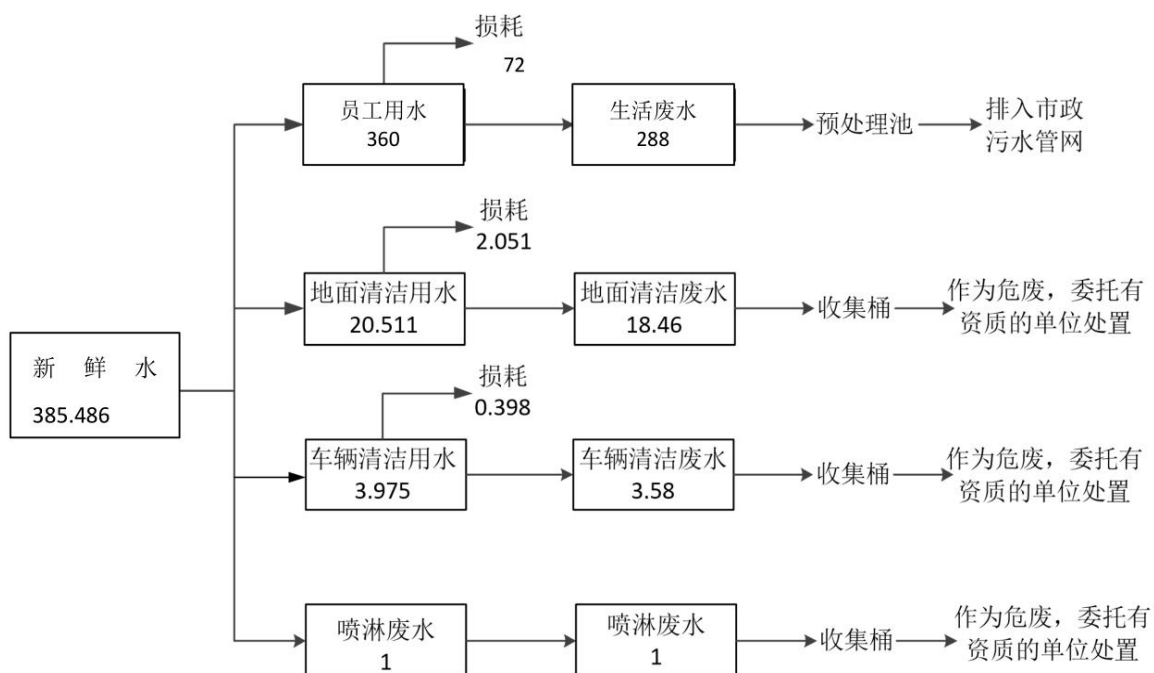 损耗
72
员工用水
360
生活废水
288
预处理池
排入市政
污水管网
损耗
2.051
地面清洁用水
20.511
地面清洁废水
18.46
收集桶
作为危废，委托有
资质的单位处置
新 鲜 水
385.486
损耗
0.398
车辆清洁用水
3.975
车辆清洁废水
3.58
收集桶
作为危废，委托有
资质的单位处置
喷淋废水
1
喷淋废水
1
收集桶
作为危废，委托有
资质的单位处置